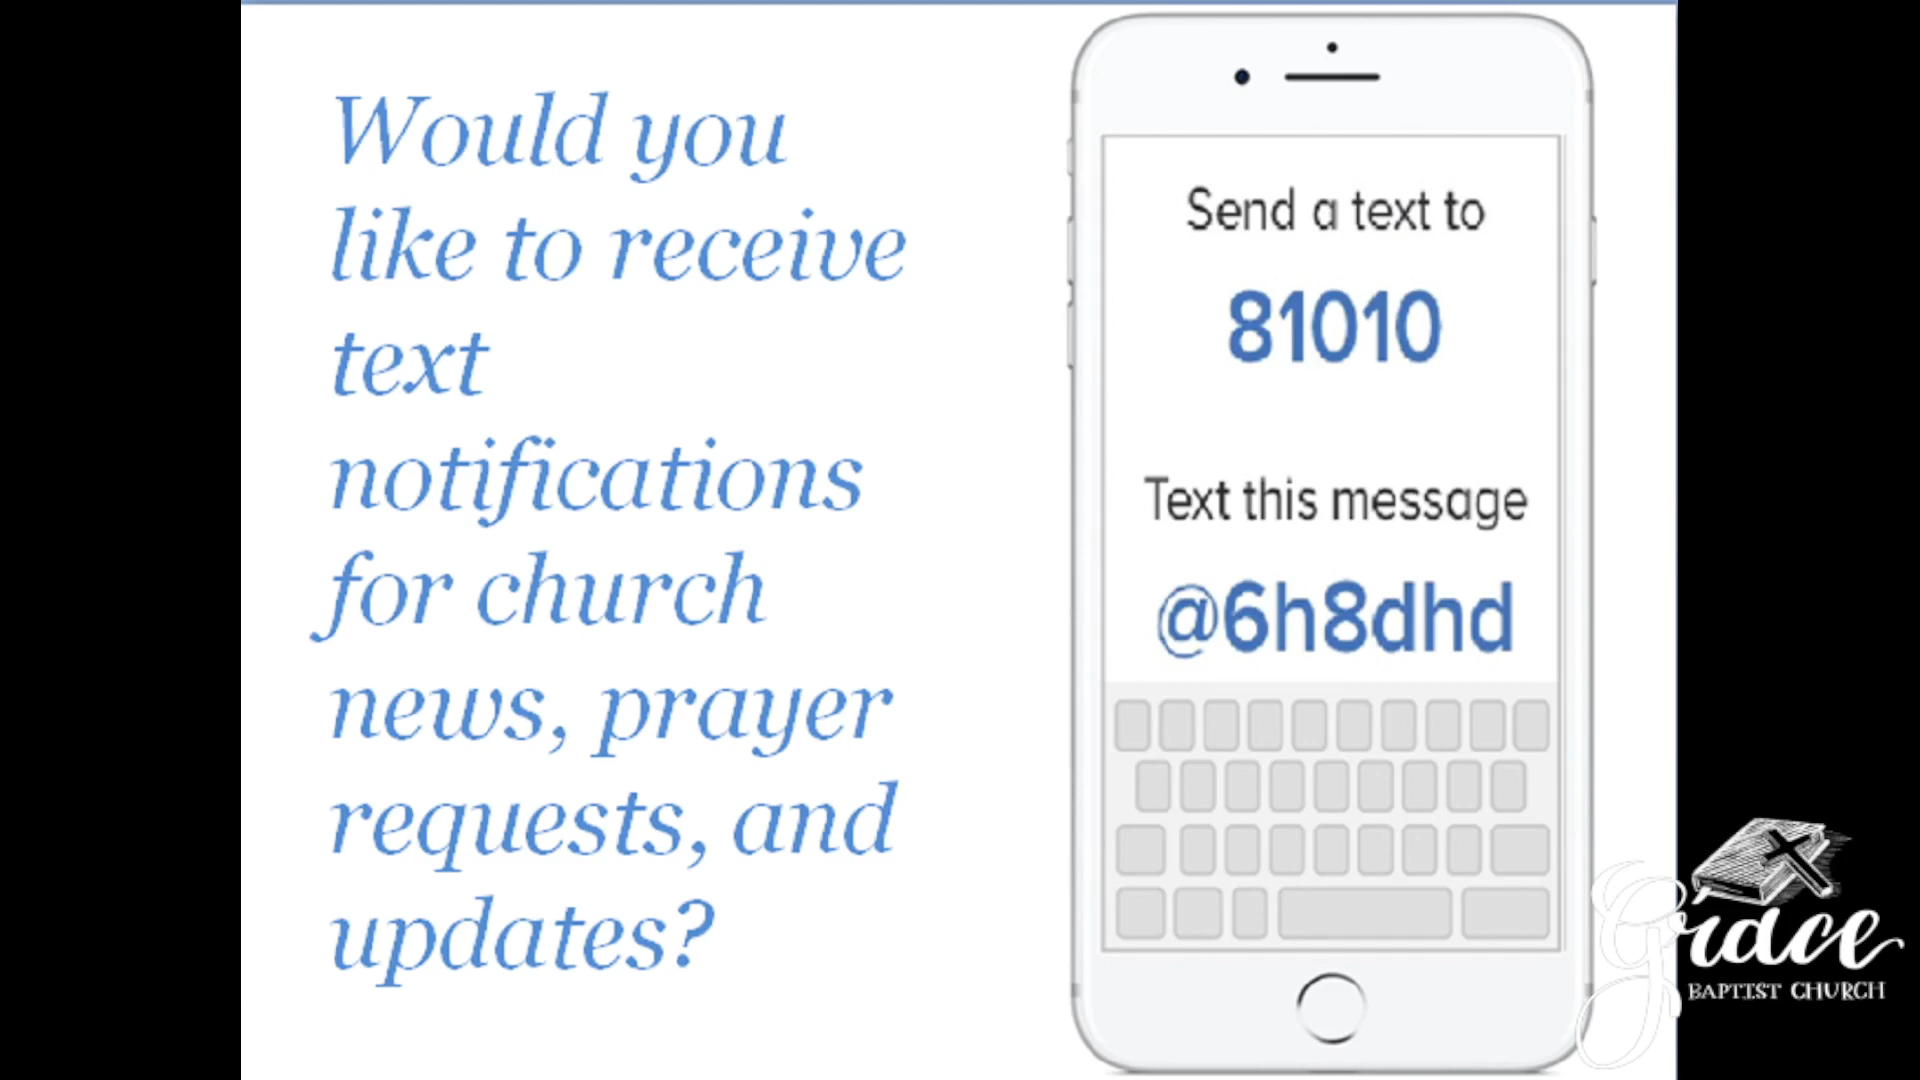 Would you
like to receive
text
notifications
for church
news, prayer
requests, and
updates?
Send a text to
81010
Text this message
@6h8dhd
Grace
BAPTIST CHURCH